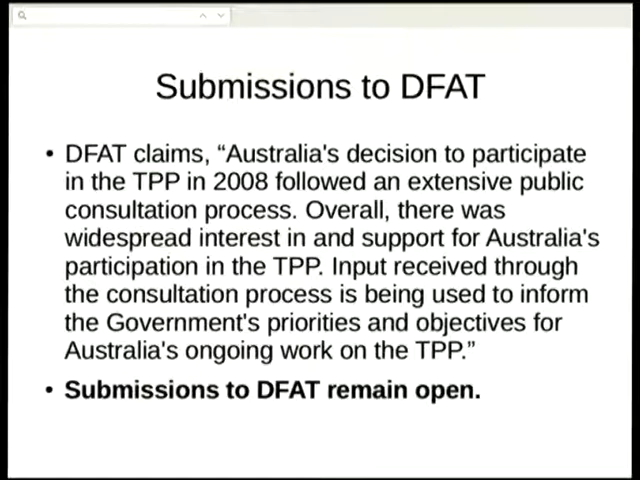 Submissions to DFAT
• DFAT claims, “Australia's decision to participate
in the TPP in 2008 followed an extensive public
consultation process. Overall, there was
widespread interest in and support for Australia's
participation in the TPP. Input received through
the consultation process is being used to inform
the Government's priorities and objectives for
Australia's ongoing work on the TPP.”
• Submissions to DFAT remain open.